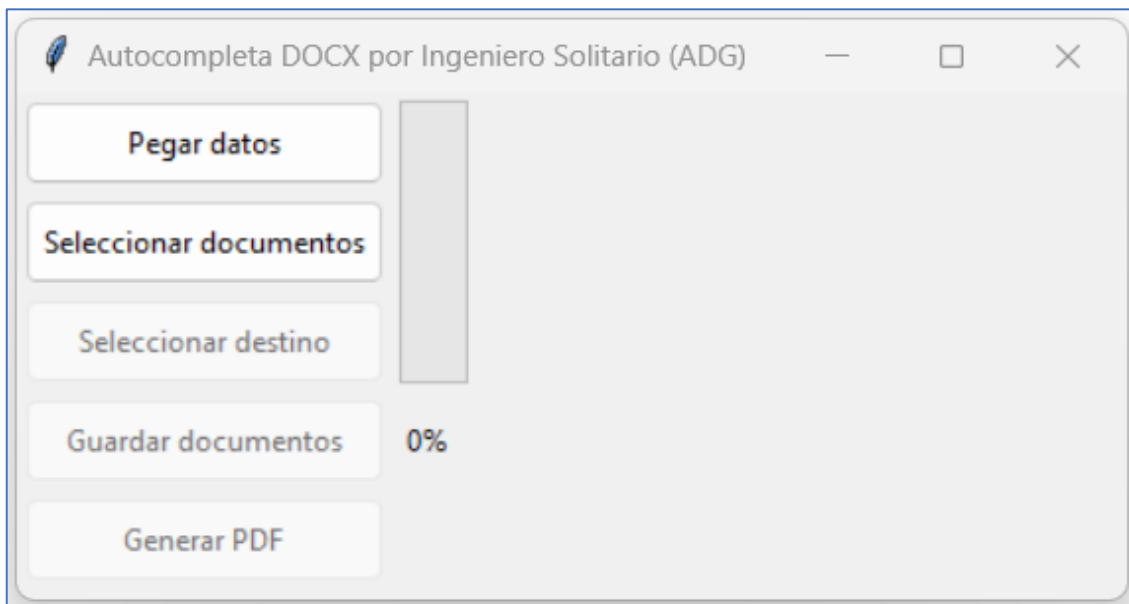 Autocompleta DOCX por Ingeniero Solitario (ADG)
Pegar datos
Seleccionar documentos
Seleccionar destino
Guardar documentos
0%
Generar PDF